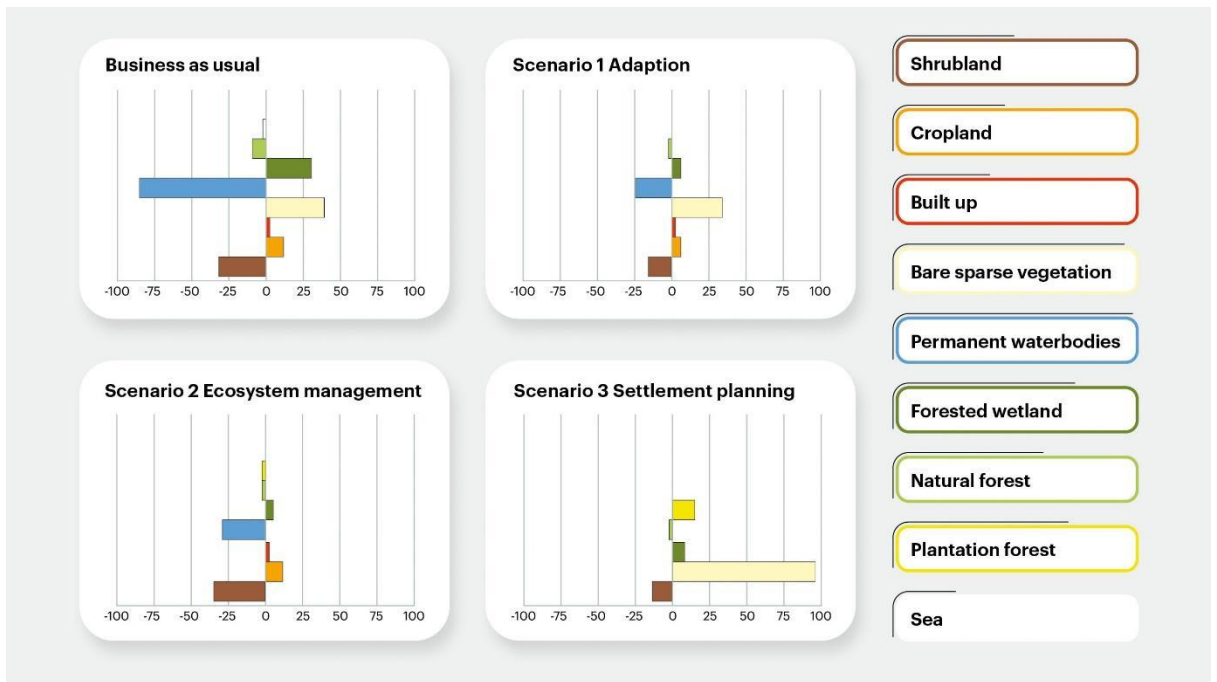 Business as usual
-100 -75 -50 -25 0 25 50 75 100
Scenario 1 Adaption
-100 -75 -50 -25 0 25 50 75 100
Scenario 2 Ecosystem management
-100 -75 -50 -25 0 25 50 75 100
Scenario 3 Settlement planning
-100 -75 -50 -25 0 25 50 75 100
Shrubland
Cropland
Built up
Bare sparse vegetation
Permanent waterbodies
Forested wetland
Natural forest
Plantation forest
Sea